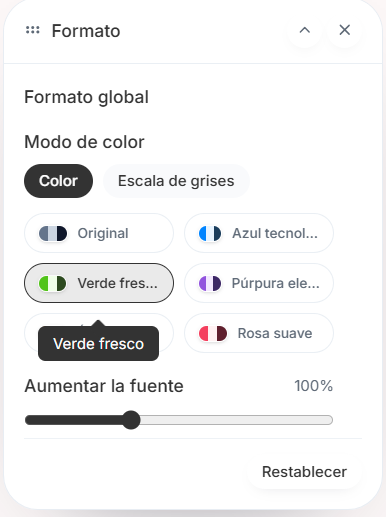 Formato
Formato global
Modo de color
Color
Escala de grises
Original
Azul tecnol...
Verde fres...
Púrpura ele...
Verde fresco
Rosa suave
Aumentar la fuente
100%
Restablecer